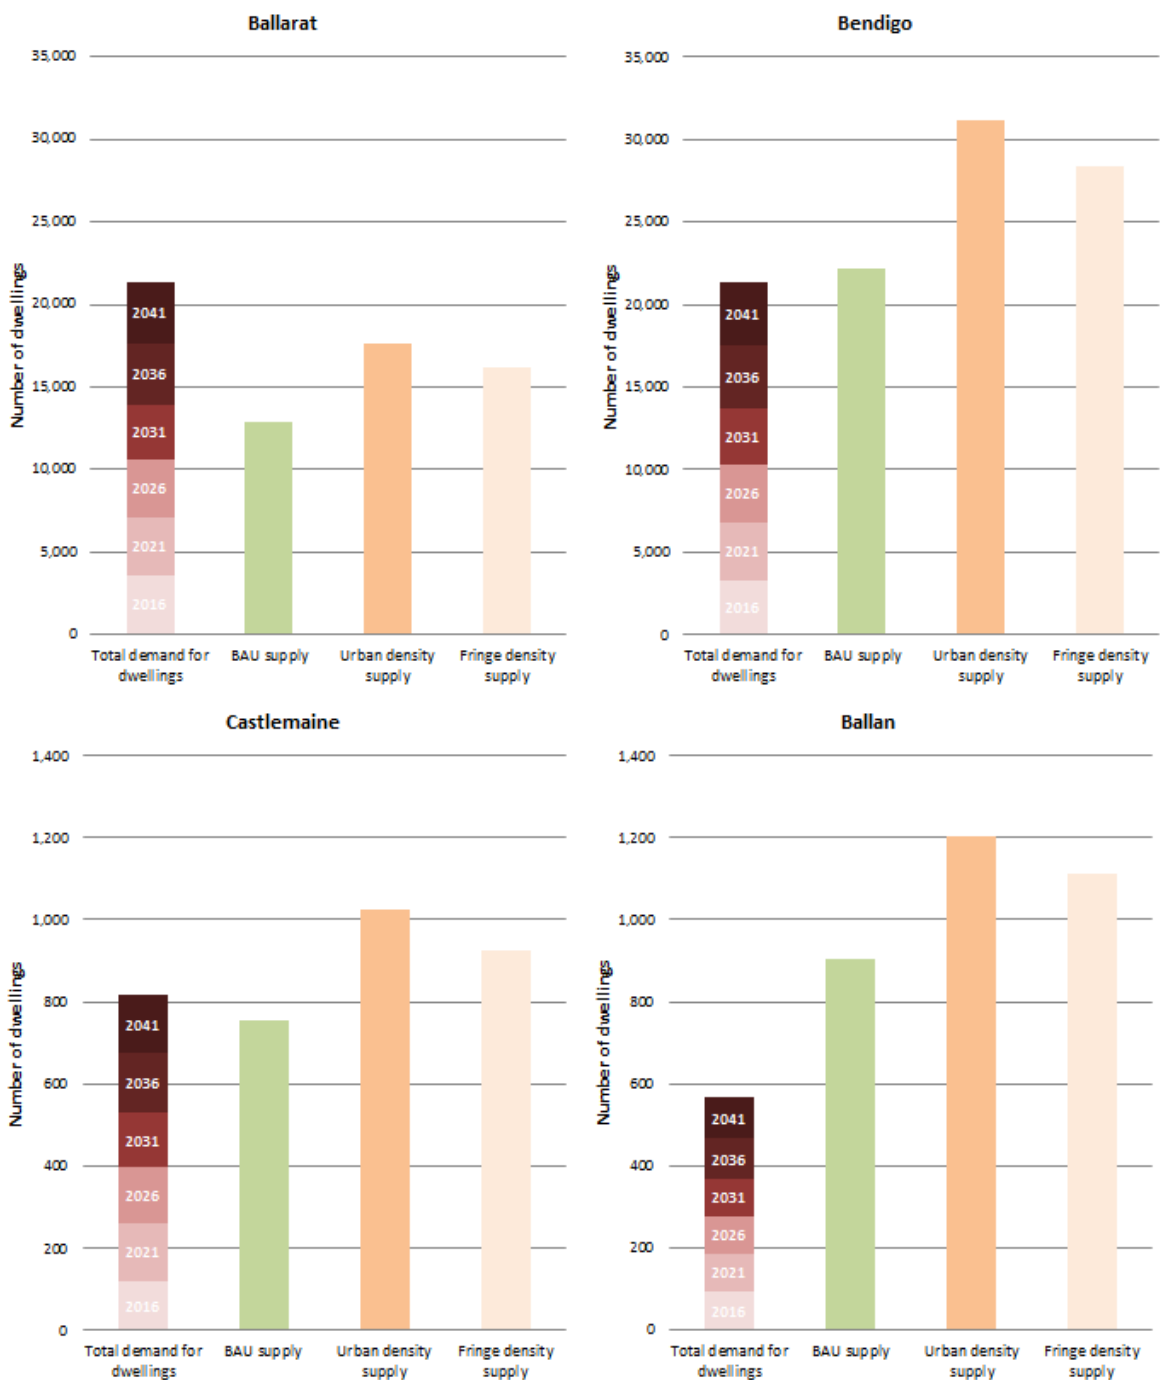 Ballarat
35,000
30,000
25,000
20,000
15,000
10,000
5,000
0
Number of dwellings
2041
2036
2031
2026
2021
2016
Total demand for
dwellings
BAU supply
Urban density
supply
Fringe density
supply
Bendigo
35,000
30,000
25,000
20,000
15,000
10,000
5,000
0
Number of dwellings
2041
2036
2031
2026
2021
2016
Total demand for
dwellings
BAU supply
Urban density
supply
Fringe density
supply
Castlemaine
1,400
1,200
1,000
800
600
400
200
0
Number of dwellings
2041
2036
2031
2026
2021
2016
Total demand for
dwellings
BAU supply
Urban density
supply
Fringe density
supply
Ballan
1,400
1,200
1,000
800
600
400
200
0
Number of dwellings
2041
2036
2031
2026
2021
2016
Total demand for
dwellings
BAU supply
Urban density
supply
Fringe density
supply